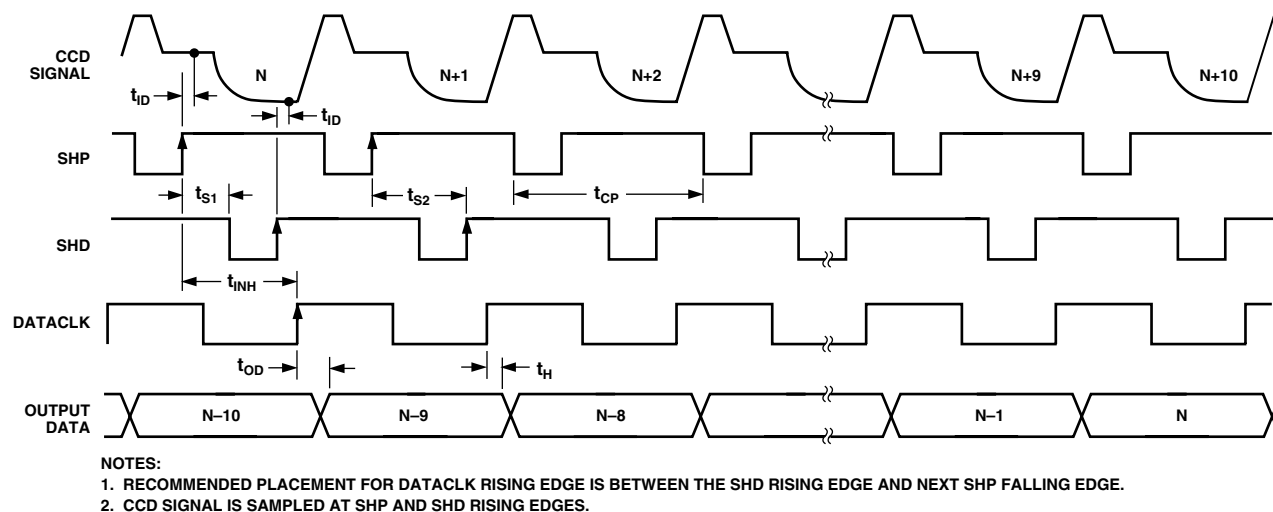 CCD
SIGNAL
N
N+1
N+2
N+9
N+10
tID
tID
SHP
tS1
tS2
tCP
SHD
tINH
DATACLK
tOD
tH
OUTPUT
DATA
N–10
N–9
N–8
N–1
N
NOTES:
1. RECOMMENDED PLACEMENT FOR DATACLK RISING EDGE IS BETWEEN THE SHD RISING EDGE AND NEXT SHP FALLING EDGE.
2. CCD SIGNAL IS SAMPLED AT SHP AND SHD RISING EDGES.